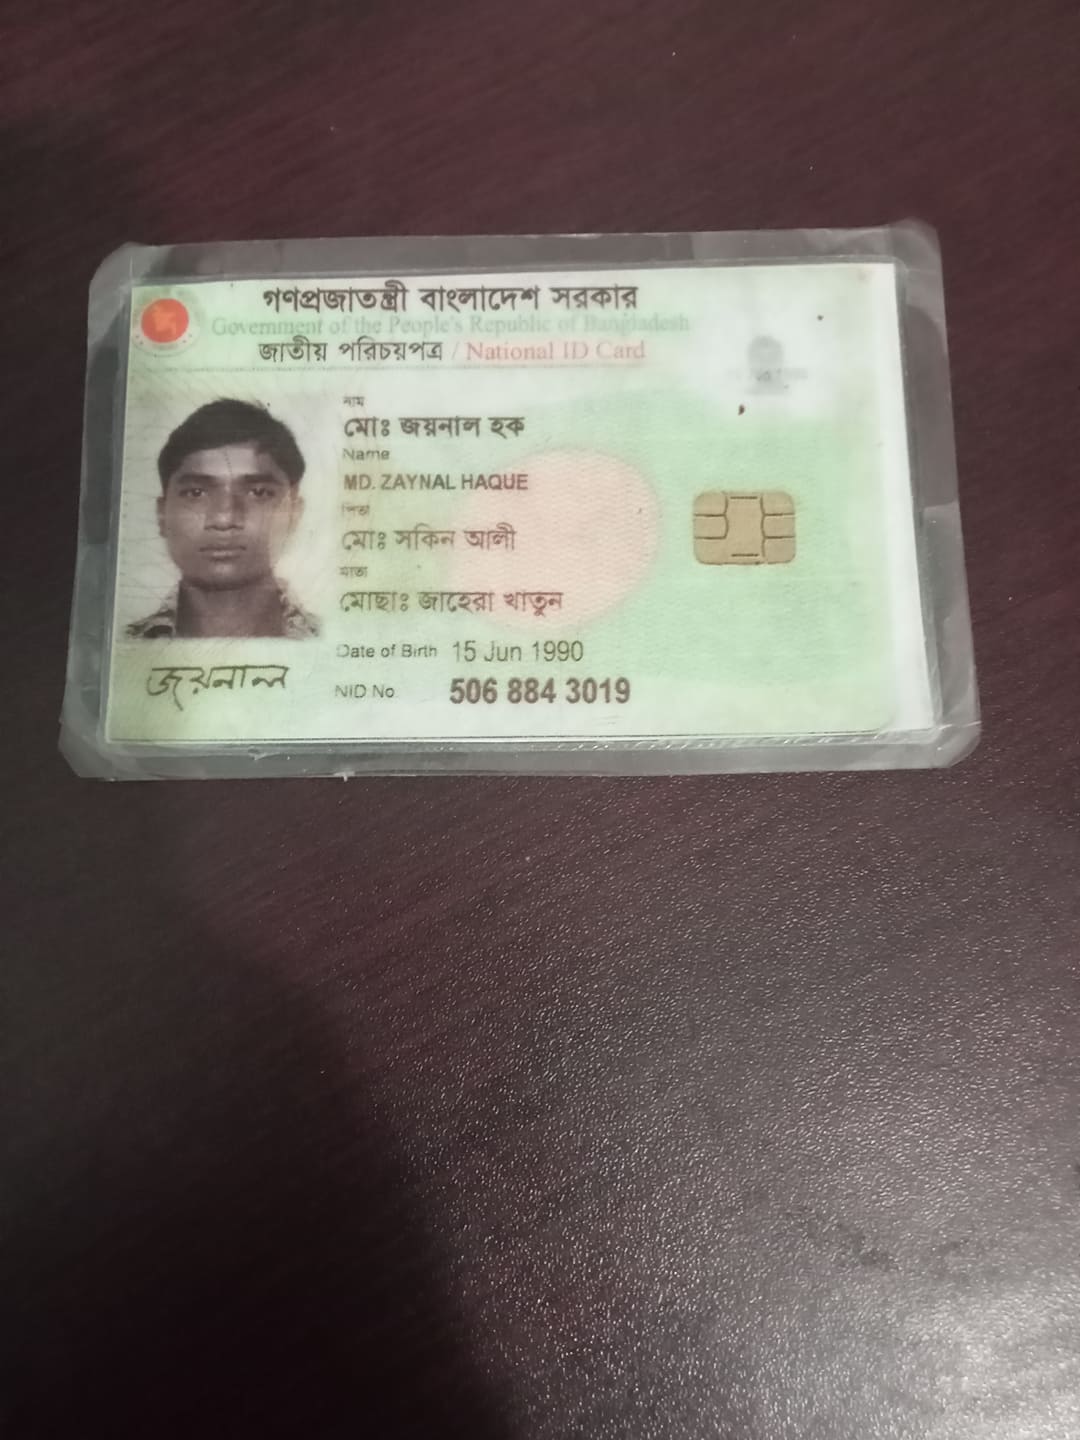 গণপ্রজাতন্ত্রী বাংলাদেশ সরকার
Government of the People's Republic of Bangladesh
জাতীয় পরিচয়পত্র / National ID Card
নাম
মোঃ জয়নাল হক
Name
MD. ZAYNAL HAQUE
পিতা
মোঃ সকিন আলী
মাতা
মোছাঃ জাহেরা খাতুন
Date of Birth 15 Jun 1990
জয়নাল
NID No 506 884 3019